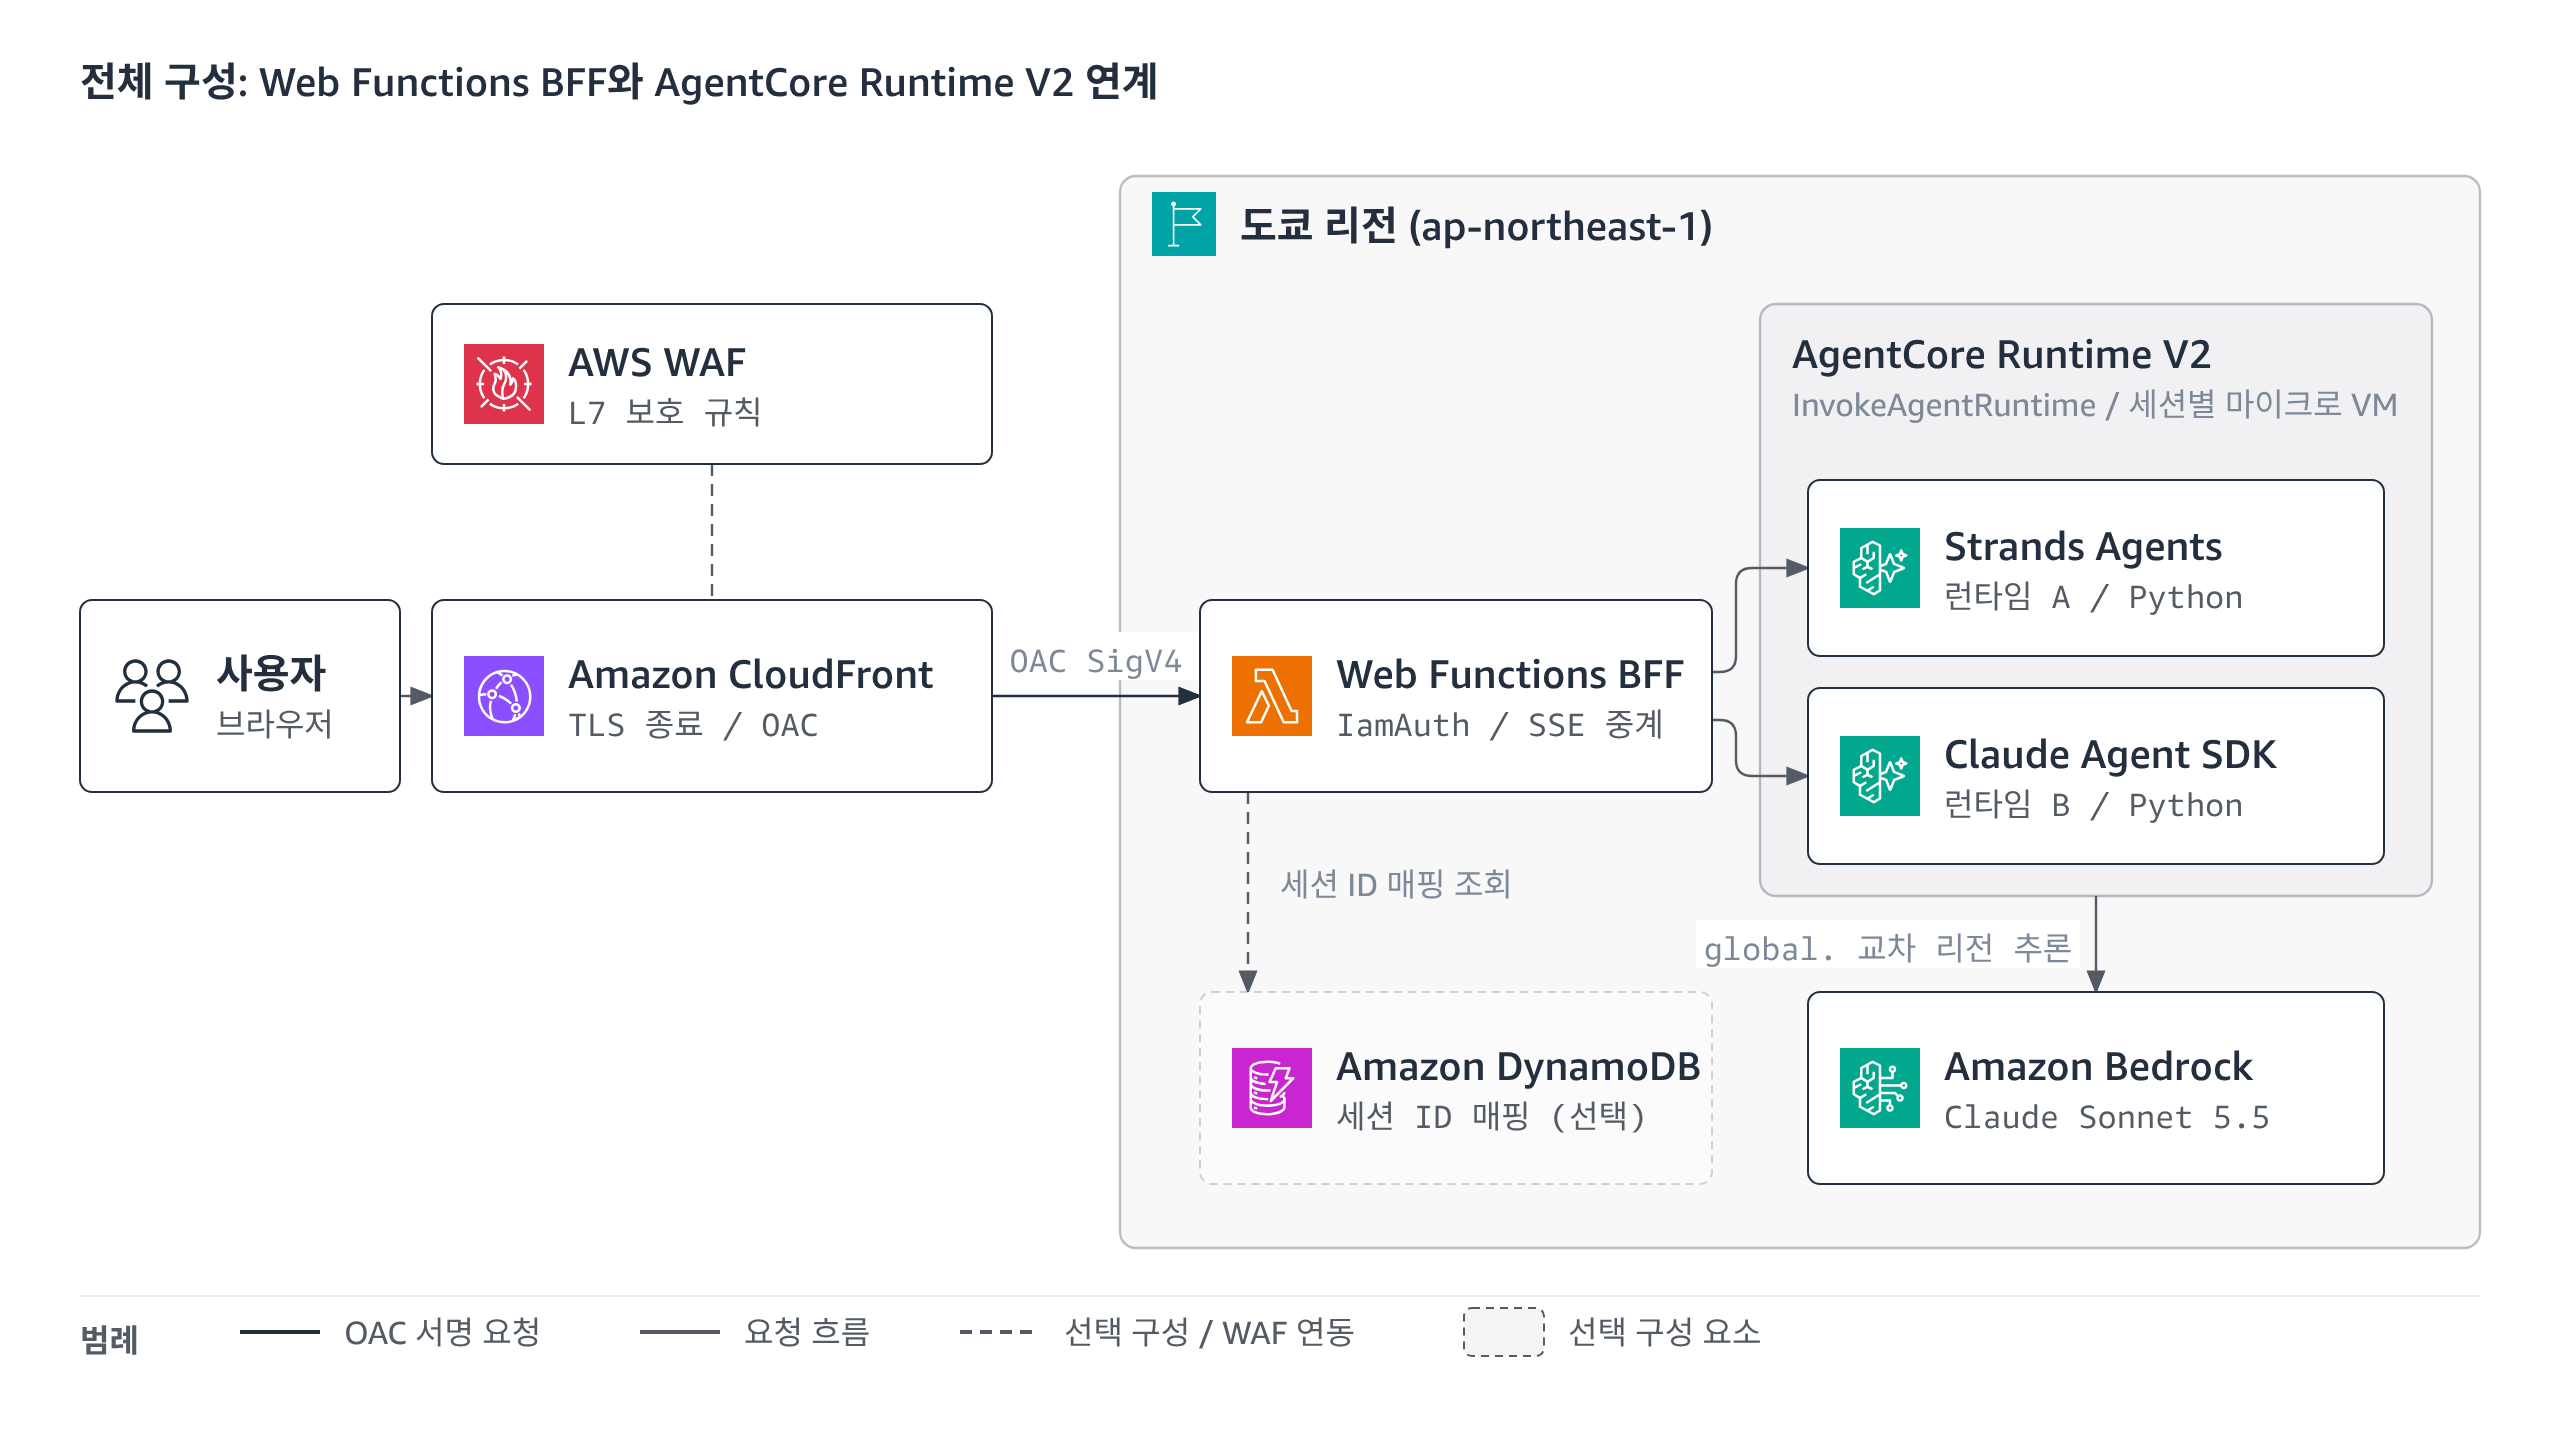 전체 구성: Web Functions BFF와 AgentCore Runtime V2 연계
도쿄 리전 (ap-northeast-1)
AWS WAF
L7 보호 규칙
AgentCore Runtime V2
InvokeAgentRuntime / 세션별 마이크로 VM
Strands Agents
런타임 A / Python
사용자
브라우저
Amazon CloudFront
TLS 종료 / OAC
OAC SigV4
Web Functions BFF
IamAuth / SSE 중계
Claude Agent SDK
런타임 B / Python
세션 ID 매핑 조회
global. 교차 리전 추론
Amazon DynamoDB
세션 ID 매핑 (선택)
Amazon Bedrock
Claude Sonnet 5.5
범례
OAC 서명 요청
요청 흐름
선택 구성 / WAF 연동
선택 구성 요소